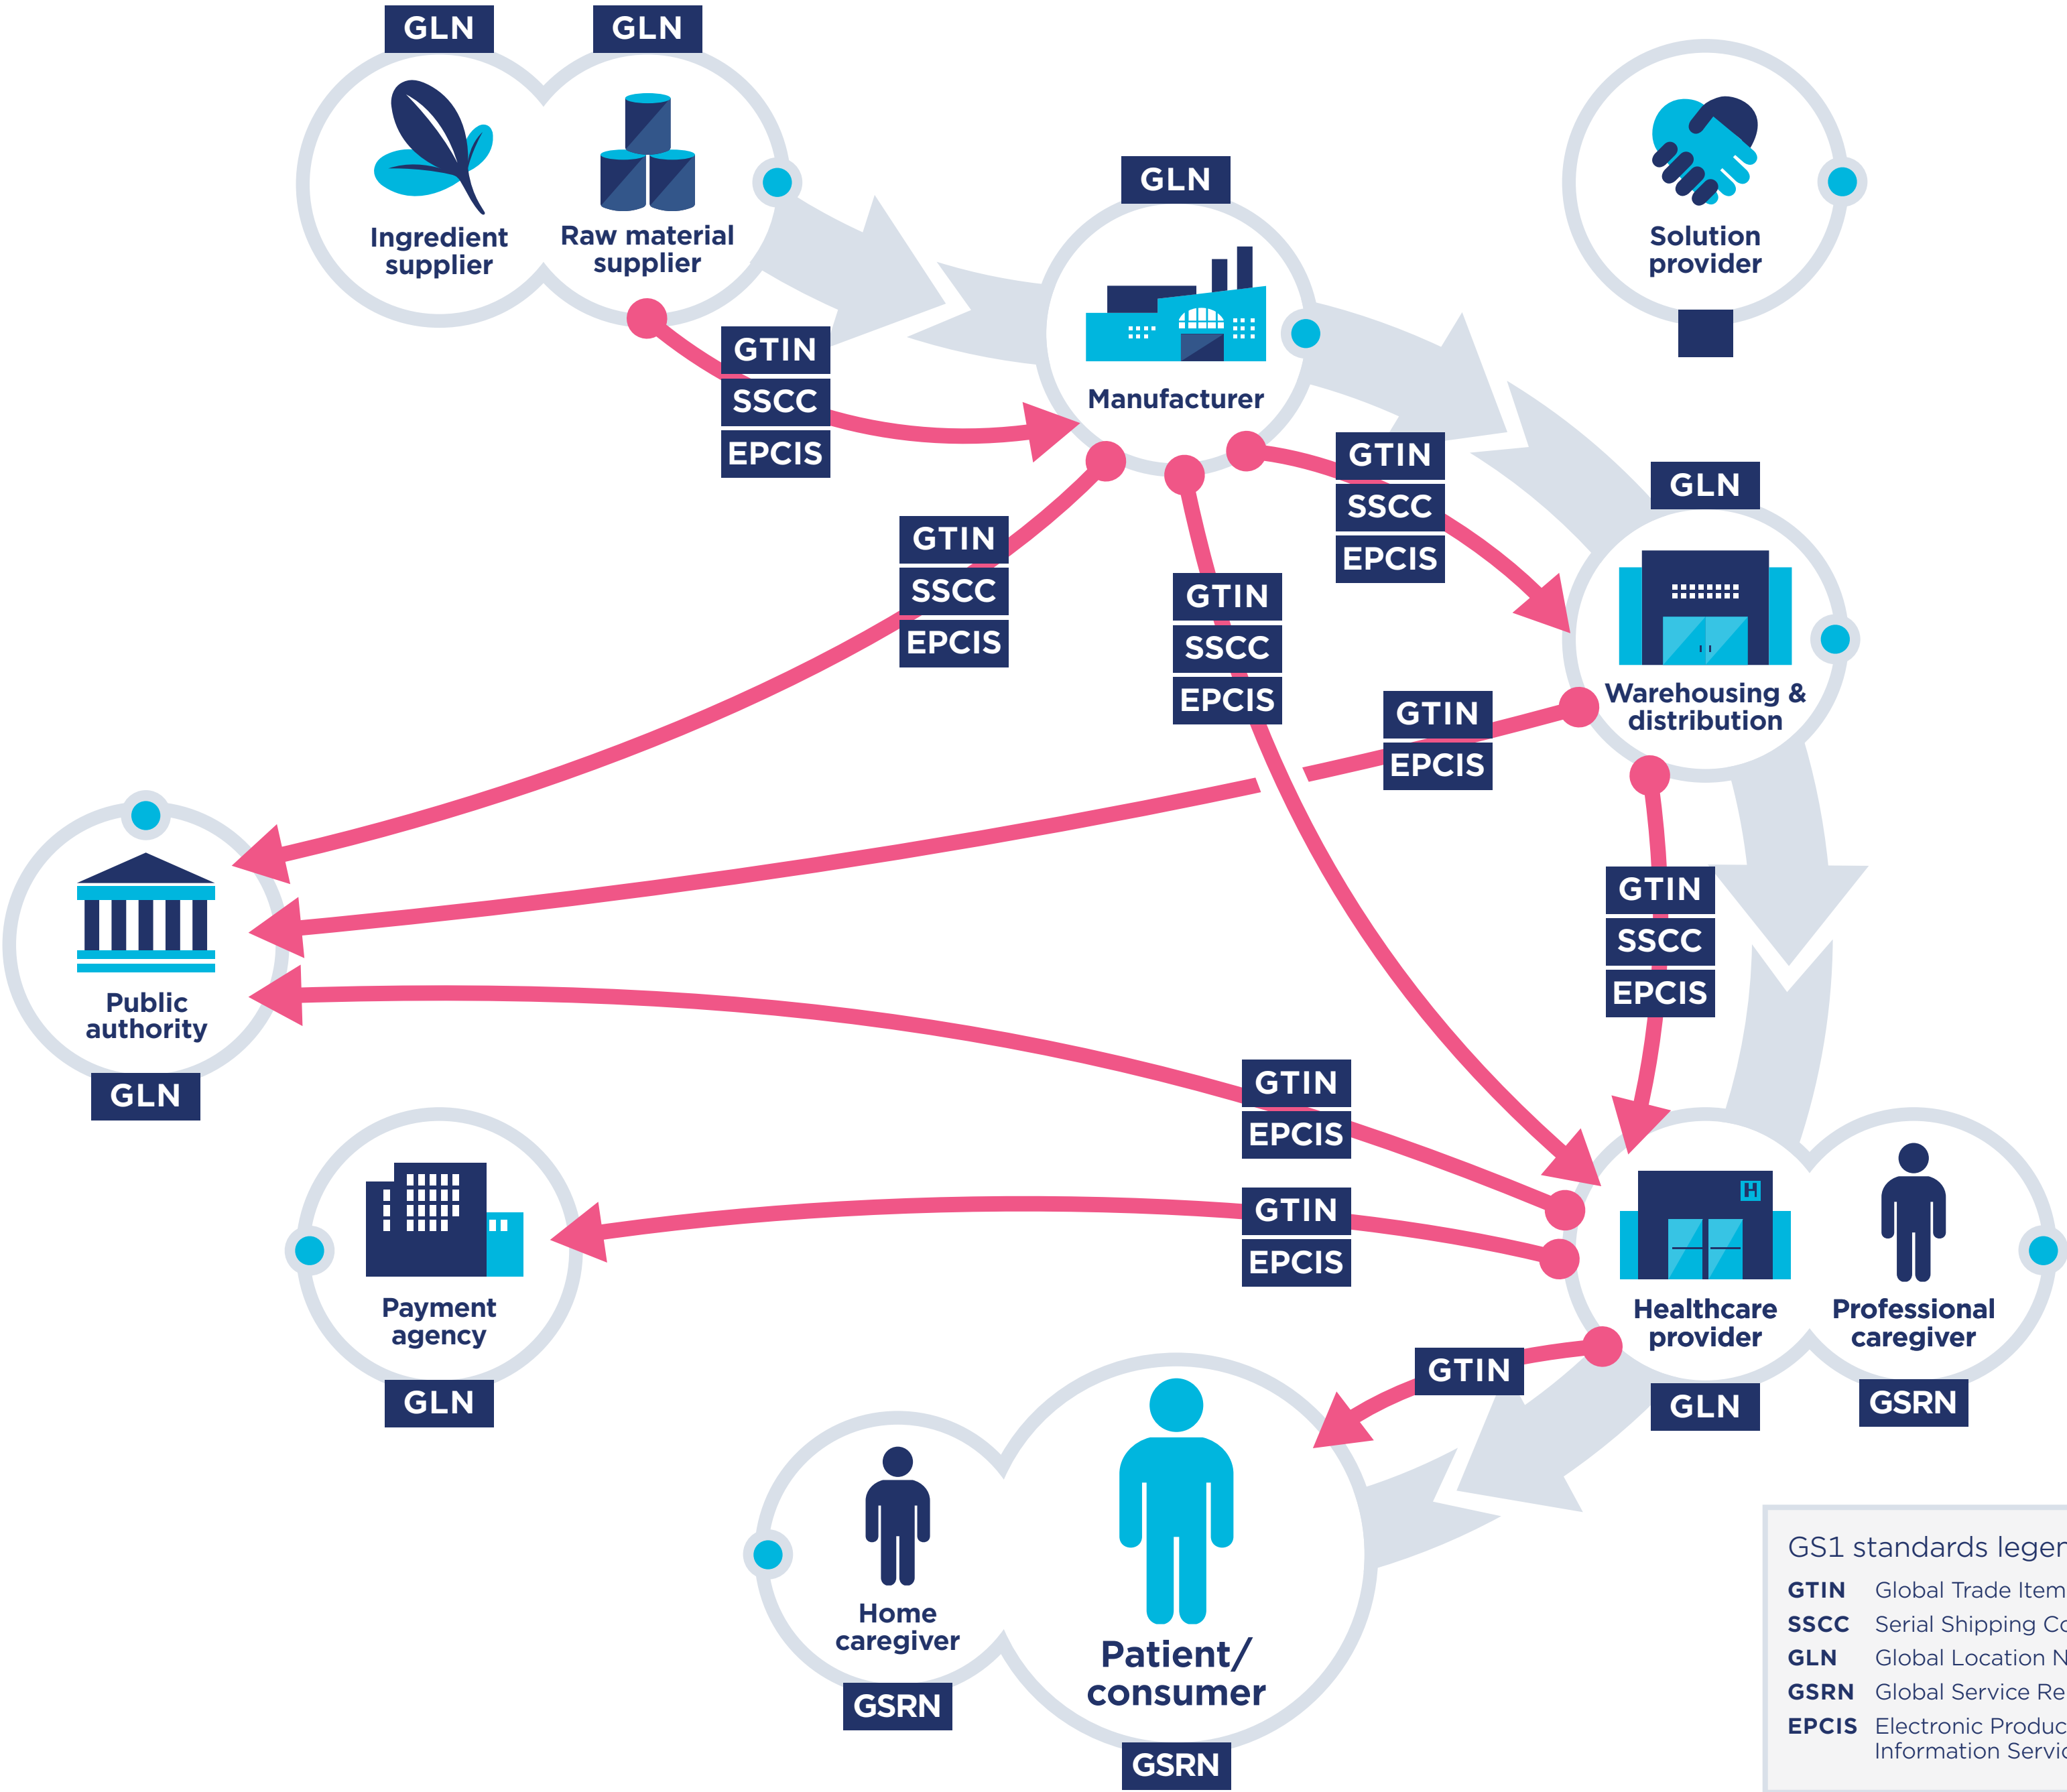 GLN
GLN
Ingredient
supplier
Raw material
supplier
GLN
Manufacturer
Solution
provider
GTIN
SSCC
EPCIS
GTIN
SSCC
EPCIS
GTIN
SSCC
EPCIS
GTIN
SSCC
EPCIS
GLN
Warehousing &
distribution
GTIN
EPCIS
GTIN
SSCC
EPCIS
Public
authority
GLN
GTIN
EPCIS
GTIN
EPCIS
Payment
agency
GLN
H
Healthcare
provider
GLN
Professional
caregiver
GSRN
GTIN
Home
caregiver
GSRN
Patient/
consumer
GSRN
GS1 standards
GTIN Global Trade Item
SSCC Serial Shipping
GLN Global Location
GSRN Global Service
EPCIS Electronic
Information